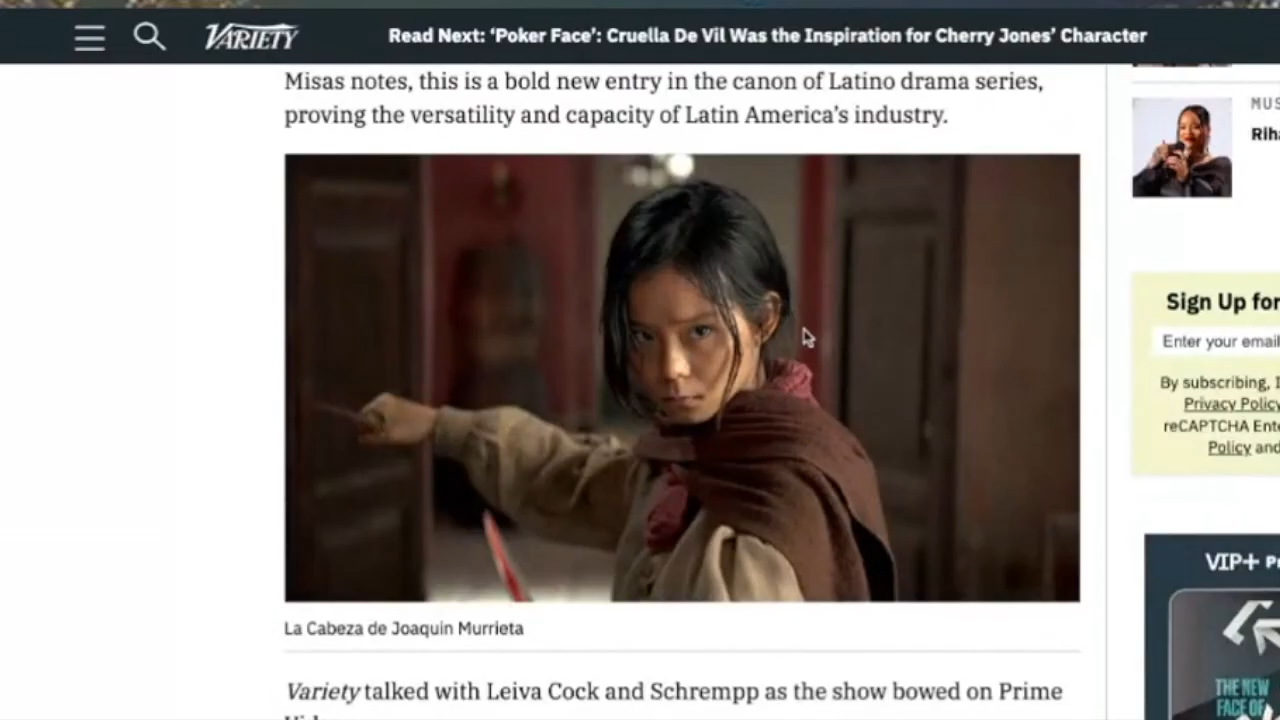 VARIETY
Read Next: ‘Poker Face’: Cruella De Vil Was the Inspiration for Cherry Jones’ Character
Misas notes, this is a bold new entry in the canon of Latino drama series,
proving the versatility and capacity of Latin America’s industry.
La Cabeza de Joaquin Murrieta
Variety talked with Leiva Cock and Schrempp as the show bowed on Prime
MUS
Rih
Sign Up for
Enter your email
By subscribing, I
Privacy Policy
reCAPTCHA Ente
Policy and
VIP+ P
THE NEW
FACE OF